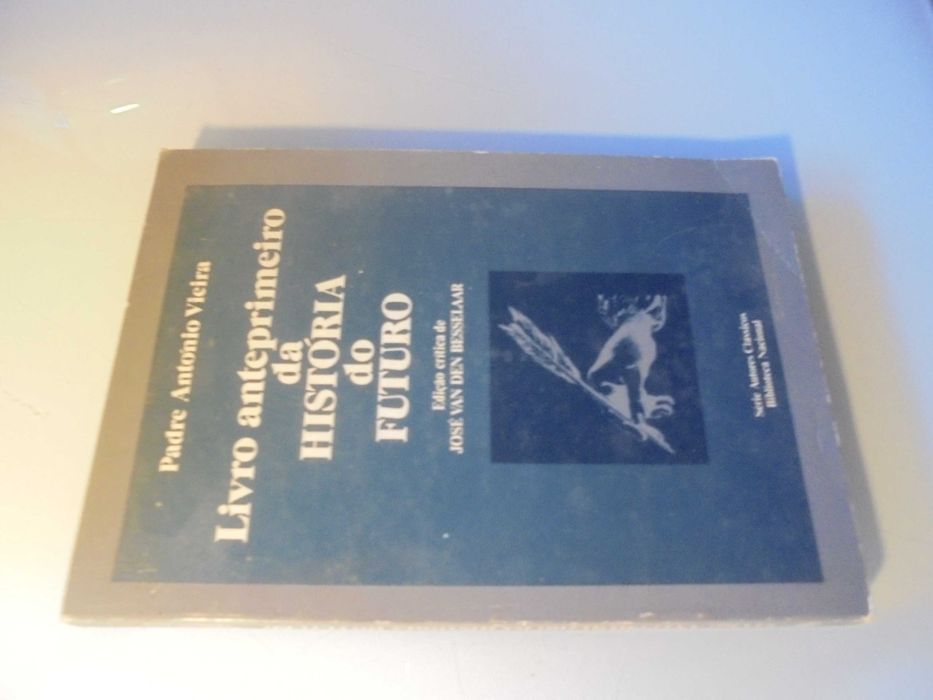 Padre António Vieira
Livro anteprimeiro
da
HISTÓRIA
do
FUTURO
Edição crítica de
JOSÉ VAN DEN BESSELAAR
Série Autores Clássicos
Biblioteca Nacional